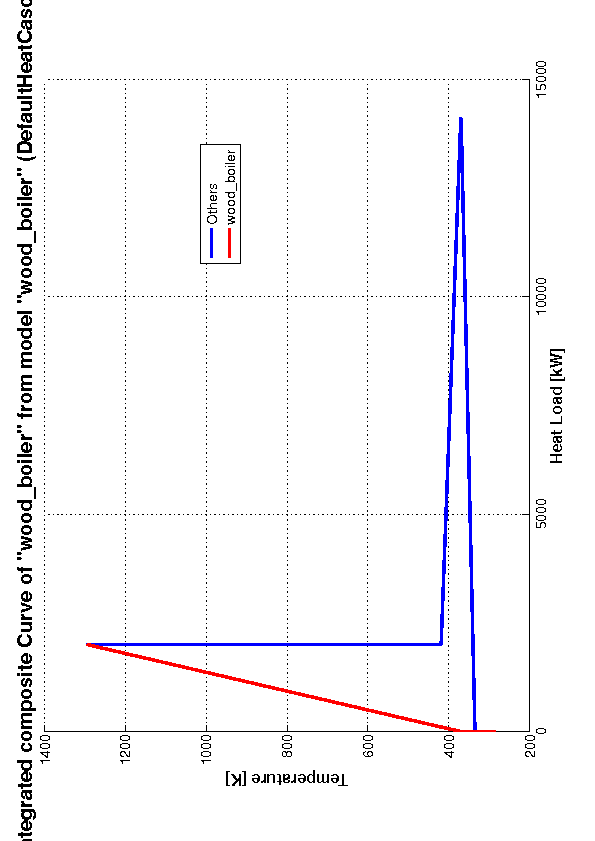 ntegrated composite Curve of "wood_boiler" from model "wood_boiler" (DefaultHeatCasc
1400
1200
1000
800
600
400
200
Temperature [K]
0
5000
10000
15000
Heat Load [kW]
Others
wood_boiler